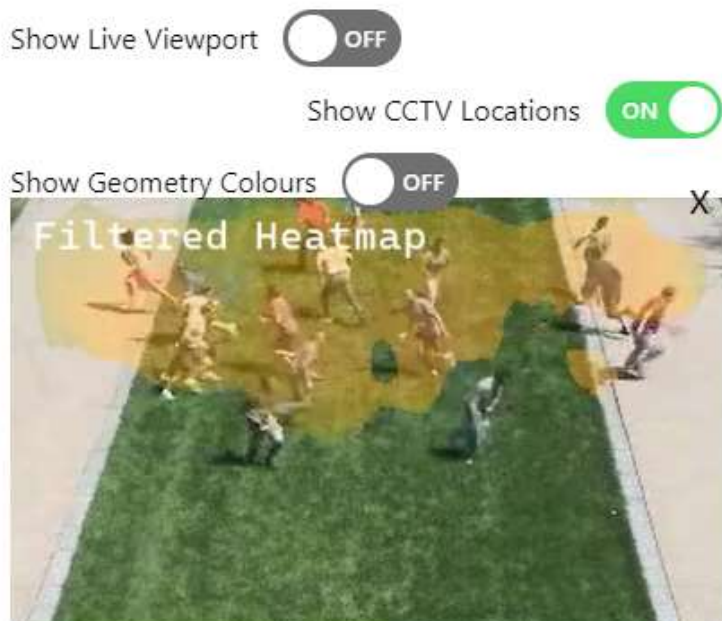 Show Live Viewport OFF
Show CCTV Locations ON
Show Geometry Colours OFF
X
Filtered Heatmap